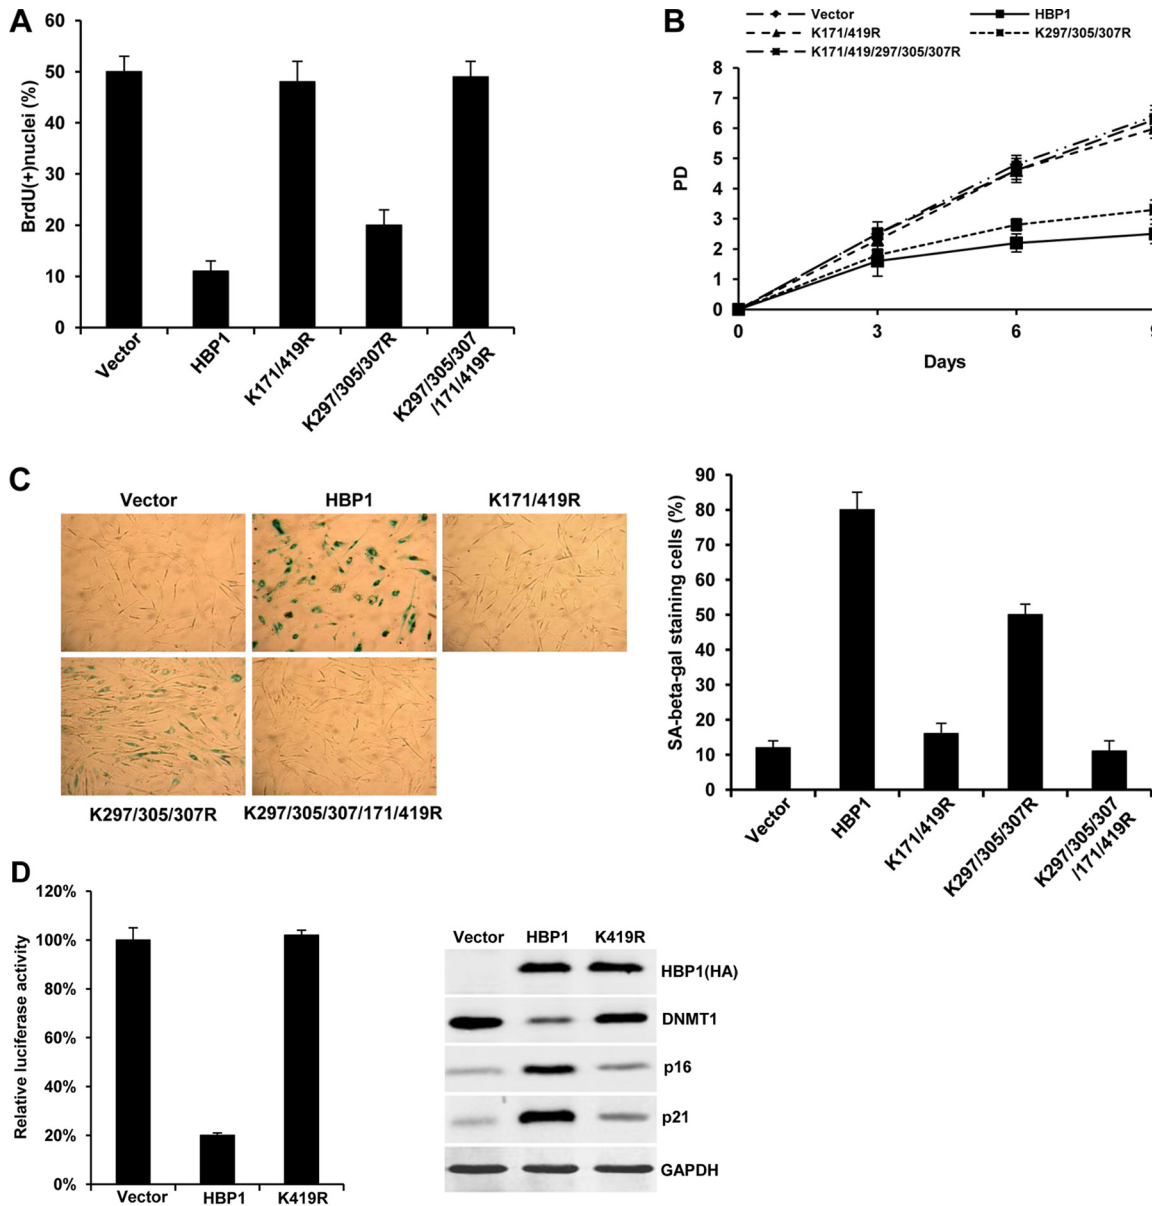 A
BrdU(+)nuclei (%)
60
50
40
30
20
10
0
Vector
HBP1
K171/419R
K297/305/307R
K297/305/307
/171/419R
B
Vector
HBP1
K171/419R
K297/305/307R
K171/419/297/305/307R
PD
8
7
6
5
4
3
2
1
0
0 3 6
Days
C
Vector
HBP1
K171/419R
K297/305/307R
K297/305/307/171/419R
SA-beta-gal staining cells (%)
90
80
70
60
50
40
30
20
10
0
Vector
HBP1
K171/419R
K297/305/307R
K297/305/307
/171/419R
D
Relative luciferase activity
120%
100%
80%
60%
40%
20%
0%
Vector
HBP1
K419R
Vector HBP1 K419R
HBP1(HA)
DNMT1
p16
p21
GAPDH